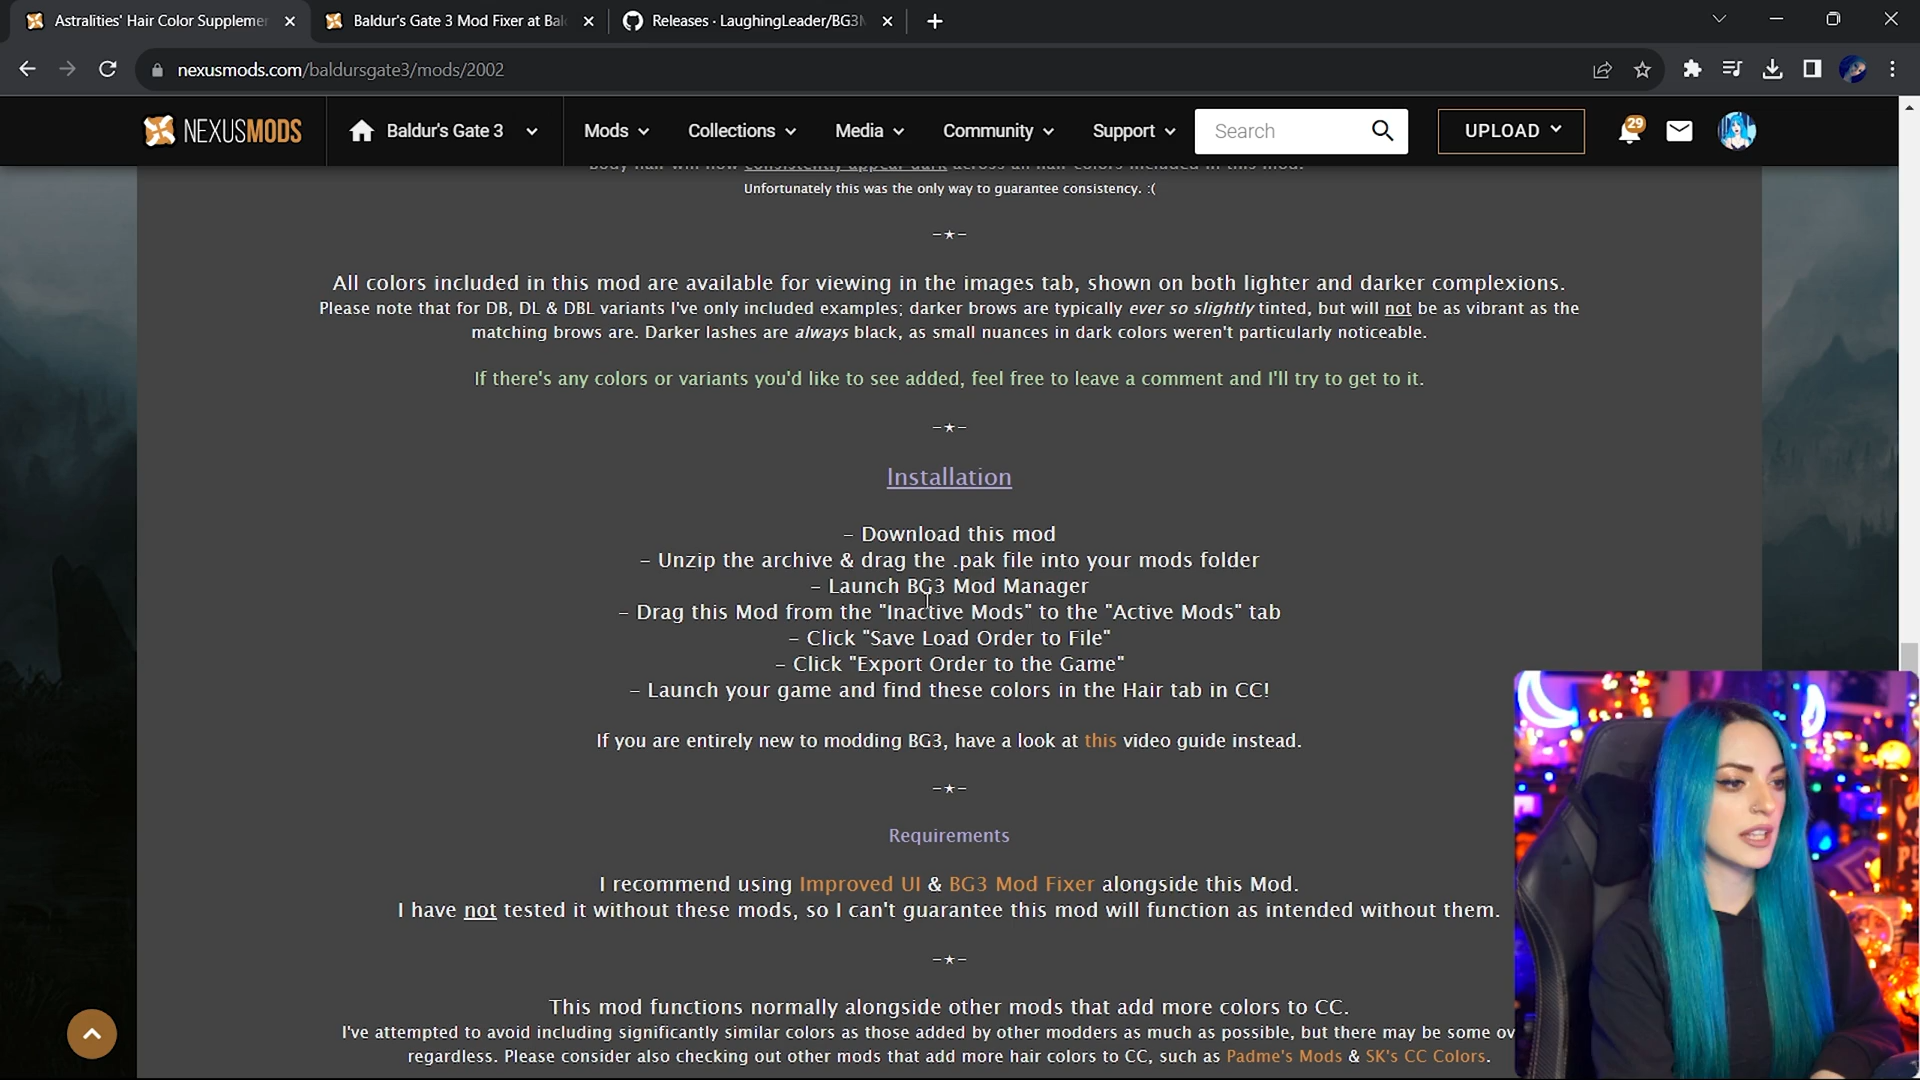 Astralities' Hair Color Supplemen
Baldur's Gate 3 Mod Fixer at Bal
Releases · LaughingLeader/BG3M
nexusmods.com/baldursgate3/mods/2002
NEXUSMODS
Baldur's Gate 3
Mods
Collections
Media
Community
Support
Search
UPLOAD
29
Body hair will now consistently appear dark across all hair colors included in this mod.
Unfortunately this was the only way to guarantee consistency. :(
-★-
All colors included in this mod are available for viewing in the images tab, shown on both lighter and darker complexions.
Please note that for DB, DL & DBL variants I've only included examples; darker brows are typically ever so slightly tinted, but will not be as vibrant as the
matching brows are. Darker lashes are always black, as small nuances in dark colors weren't particularly noticeable.
If there's any colors or variants you'd like to see added, feel free to leave a comment and I'll try to get to it.
-★-
Installation
- Download this mod
- Unzip the archive & drag the .pak file into your mods folder
- Launch BG3 Mod Manager
- Drag this Mod from the "Inactive Mods" to the "Active Mods" tab
- Click "Save Load Order to File"
- Click "Export Order to the Game"
- Launch your game and find these colors in the Hair tab in CC!
If you are entirely new to modding BG3, have a look at this video guide instead.
-★-
Requirements
I recommend using Improved UI & BG3 Mod Fixer alongside this Mod.
I have not tested it without these mods, so I can't guarantee this mod will function as intended without them.
-★-
This mod functions normally alongside other mods that add more colors to CC.
I've attempted to avoid including significantly similar colors as those added by other modders as much as possible, but there may be some ov
regardless. Please consider also checking out other mods that add more hair colors to CC, such as Padme's Mods & SK's CC Colors.